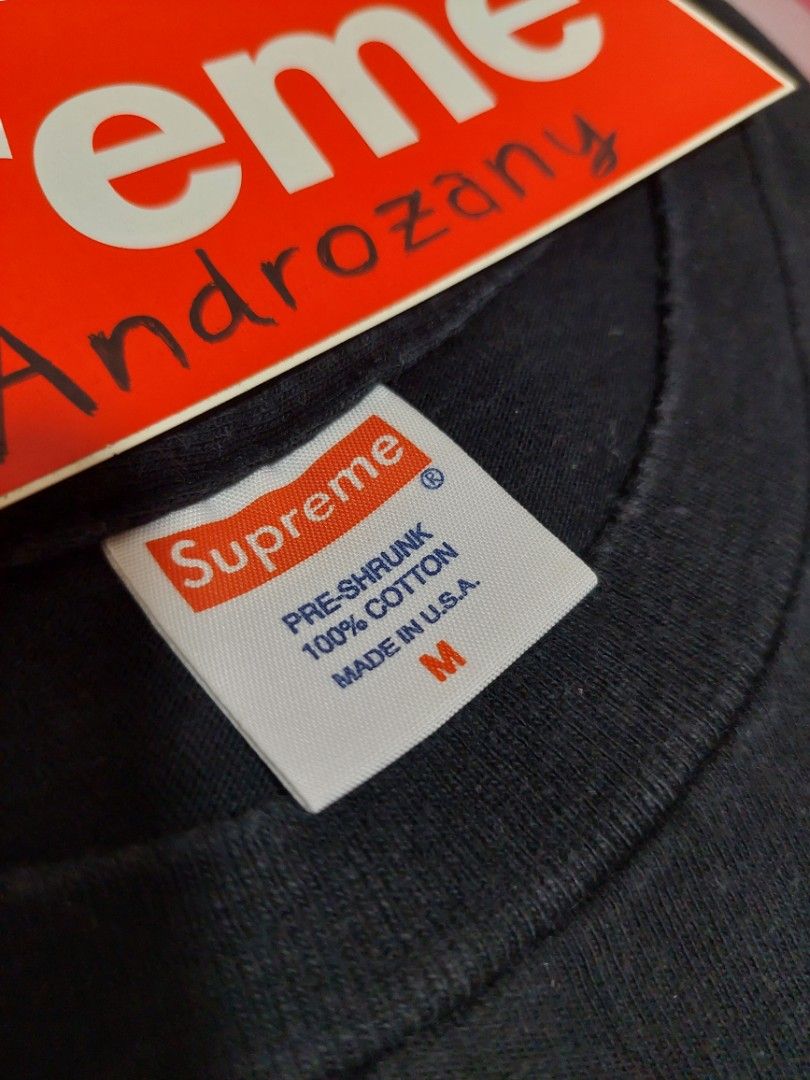 eme
Androzany
Supreme®
PRE-SHRUNK
100% COTTON
MADE IN U.S.A.
M